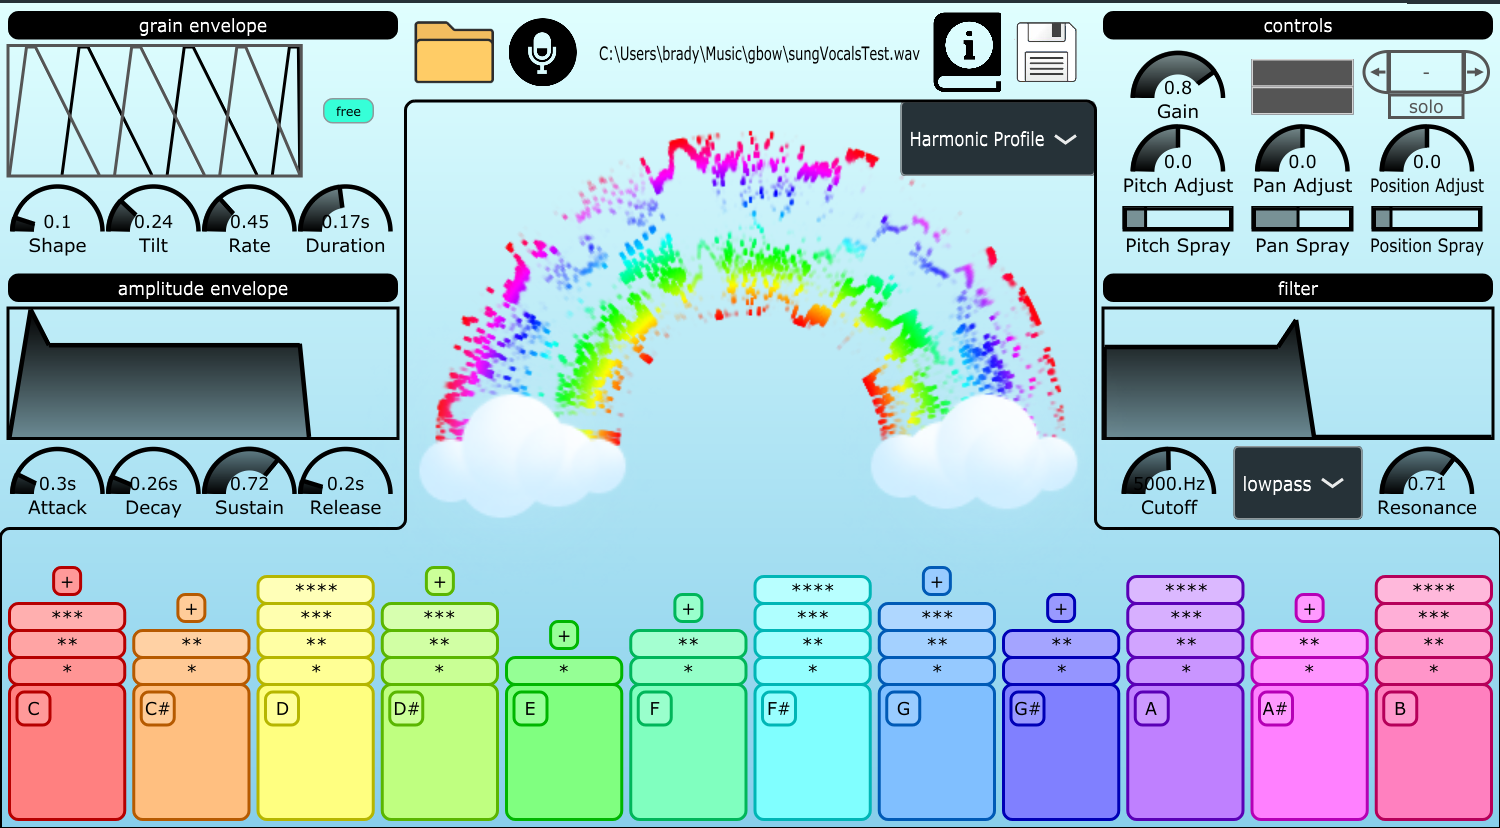 grain envelope
C:\Users\brady\Music\gbow\sungVocalsTest.wav
controls
free
Harmonic Profile
0.8
Gain
-
solo
0.1
Shape
0.24
Tilt
0.45
Rate
0.17s
Duration
0.0
Pitch Adjust
0.0
Pan Adjust
0.0
Position Adjust
Pitch Spray
Pan Spray
Position Spray
amplitude envelope
filter
0.3s
Attack
0.26s
Decay
0.72
Sustain
0.2s
Release
5000.Hz
Cutoff
lowpass
0.71
Resonance
+
***
**
*
C
+
**
*
C#
****
***
**
*
D
+
***
**
*
D#
+
*
E
+
**
*
F
****
***
**
*
F#
+
***
**
*
G
+
**
*
G#
****
***
**
*
A
+
**
*
A#
****
***
**
*
B